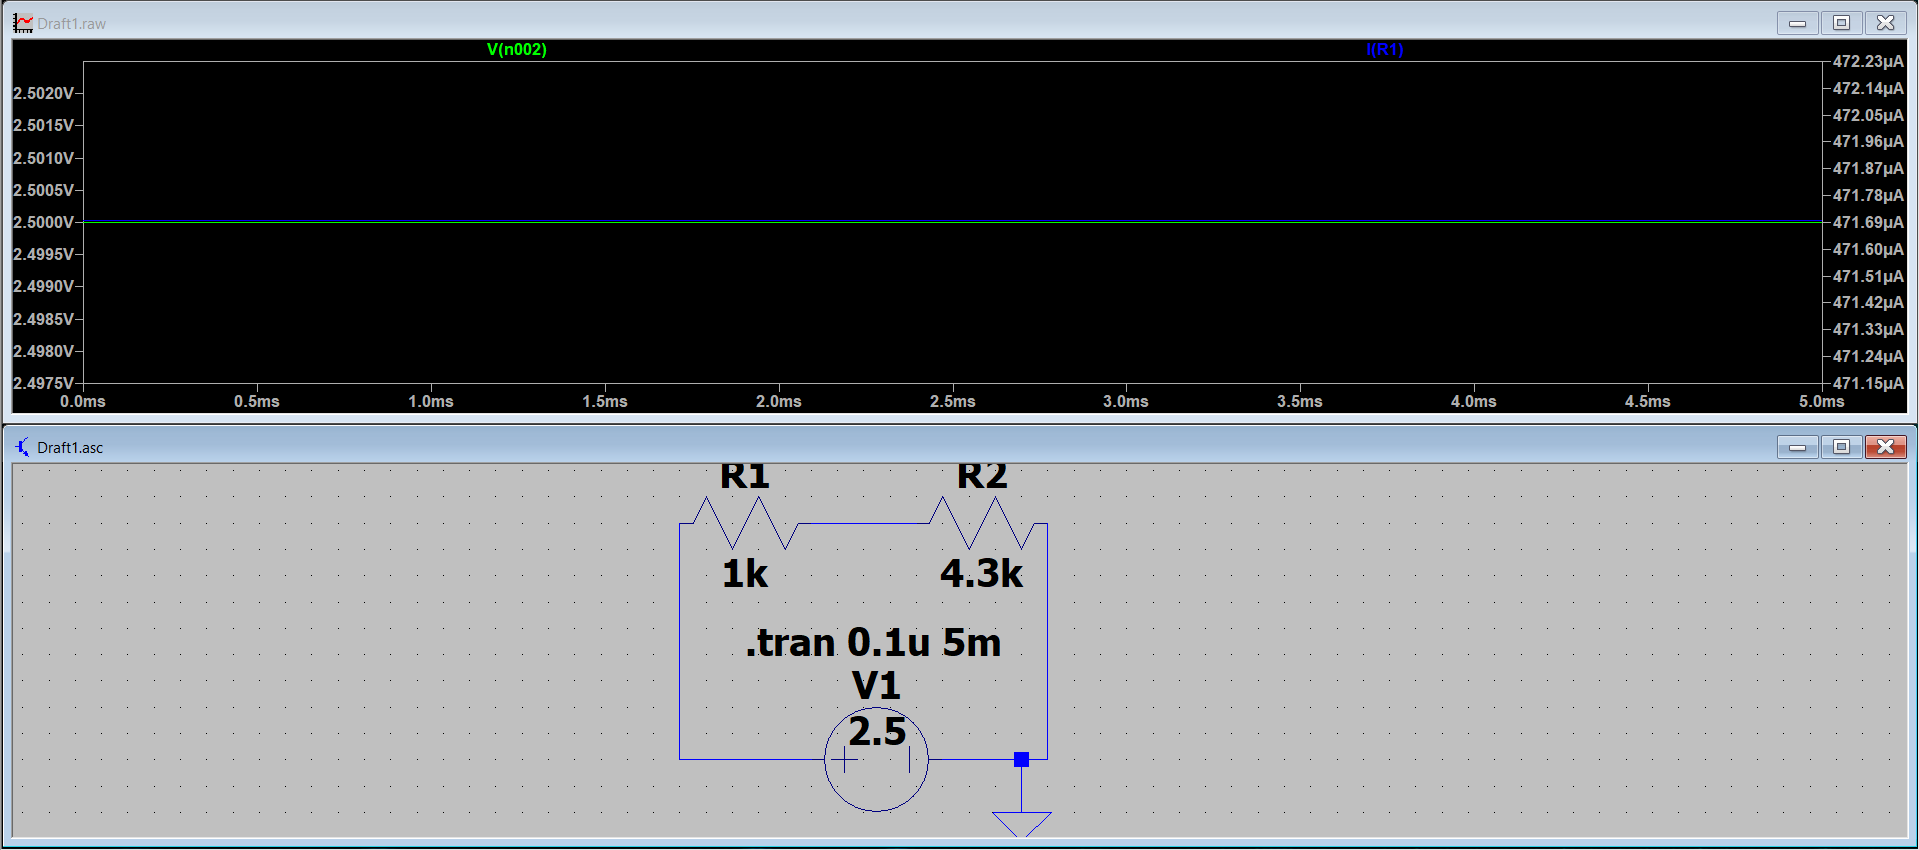 Draft1.raw
V(n002) I(R1)
2.5020V
2.5015V
2.5010V
2.5005V
2.5000V
2.4995V
2.4990V
2.4985V
2.4980V
2.4975V
472.23µA
472.14µA
472.05µA
471.96µA
471.87µA
471.78µA
471.69µA
471.60µA
471.51µA
471.42µA
471.33µA
471.24µA
471.15µA
0.0ms 0.5ms 1.0ms 1.5ms 2.0ms 2.5ms 3.0ms 3.5ms 4.0ms 4.5ms 5.0ms
Draft1.asc
R1 R2
1k 4.3k
.tran 0.1u 5m
V1
2.5